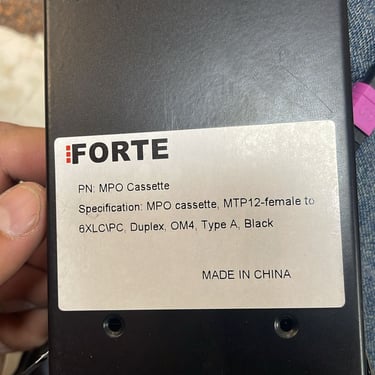 FORTE
PN: MPO Cassette
Specification: MPO cassette, MTP12-female to
6XLC\PC, Duplex, OM4, Type A, Black
MADE IN CHINA